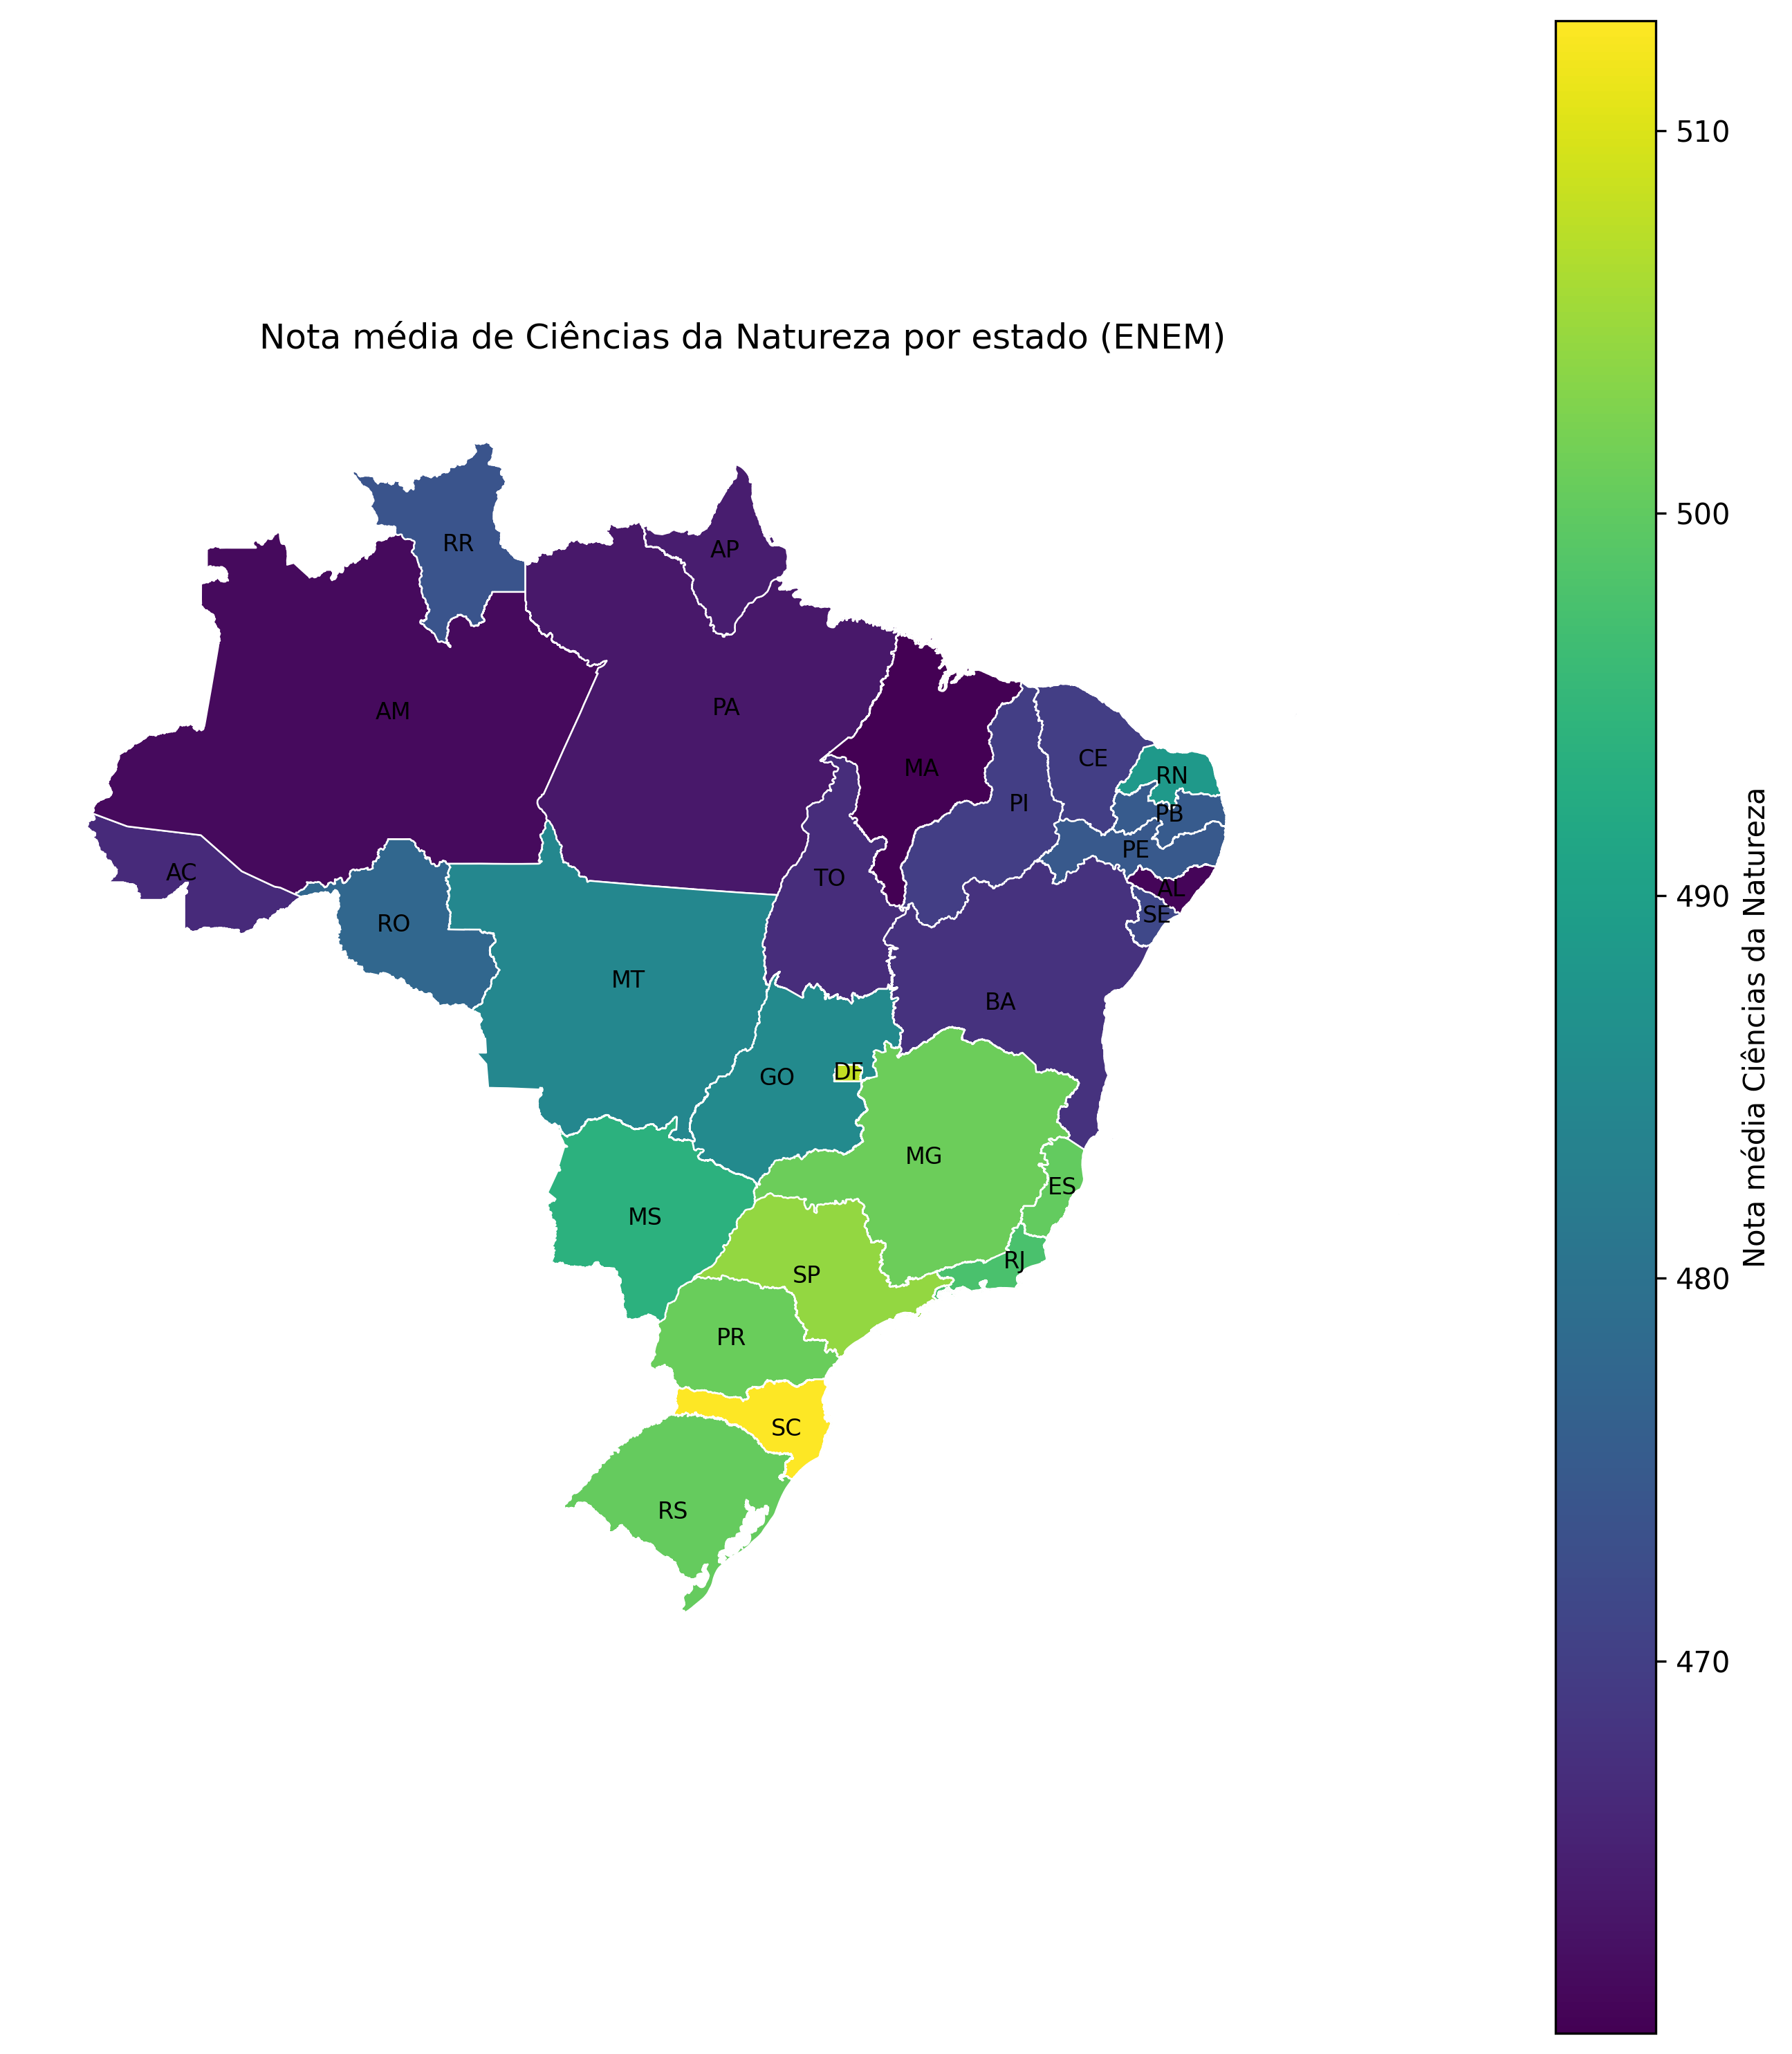 Nota média de Ciências da Natureza por estado (ENEM)
RR
AP
AM
PA
MA
CE
RN
PI
PB
PE
AC
TO
AL
RO
SE
MT
BA
GO
DF
MG
ES
MS
RJ
SP
PR
SC
RS
510
500
490
480
470
Nota média Ciências da Natureza